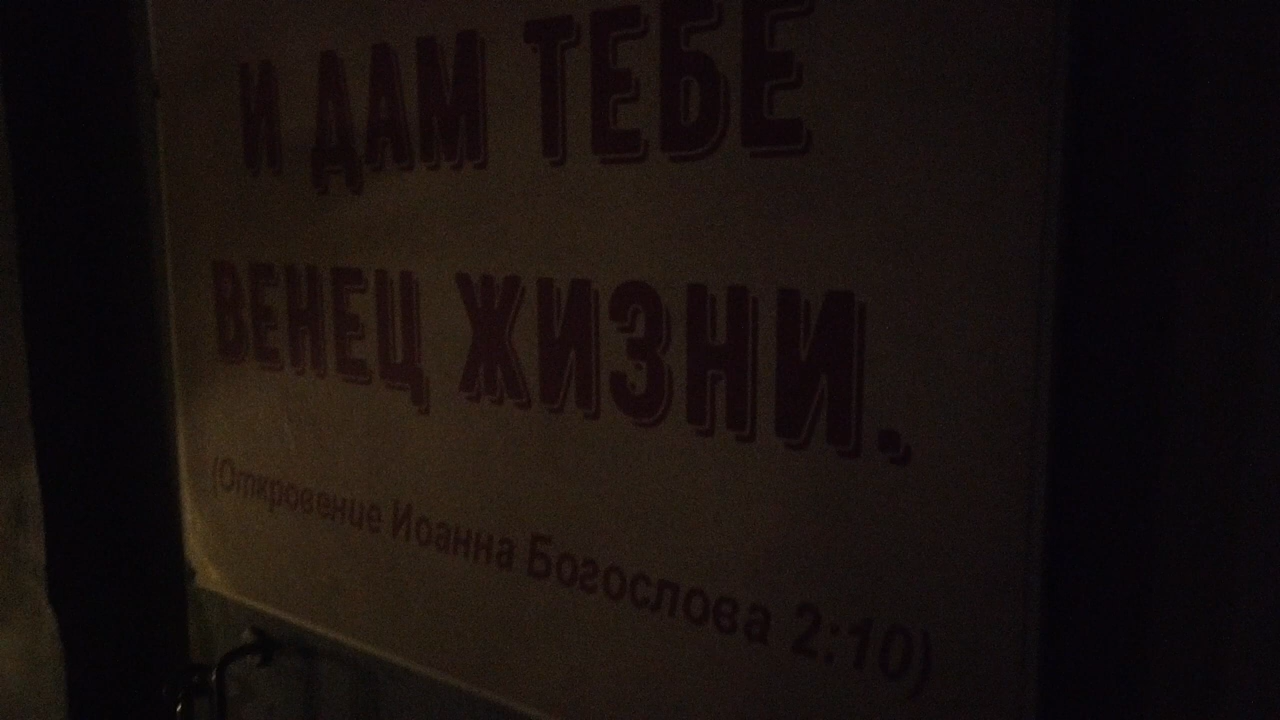 И ДАМ ТЕБЕ
ВЕНЕЦ ЖИЗНИ.
(Откровение Иоанна Богослова 2:10)